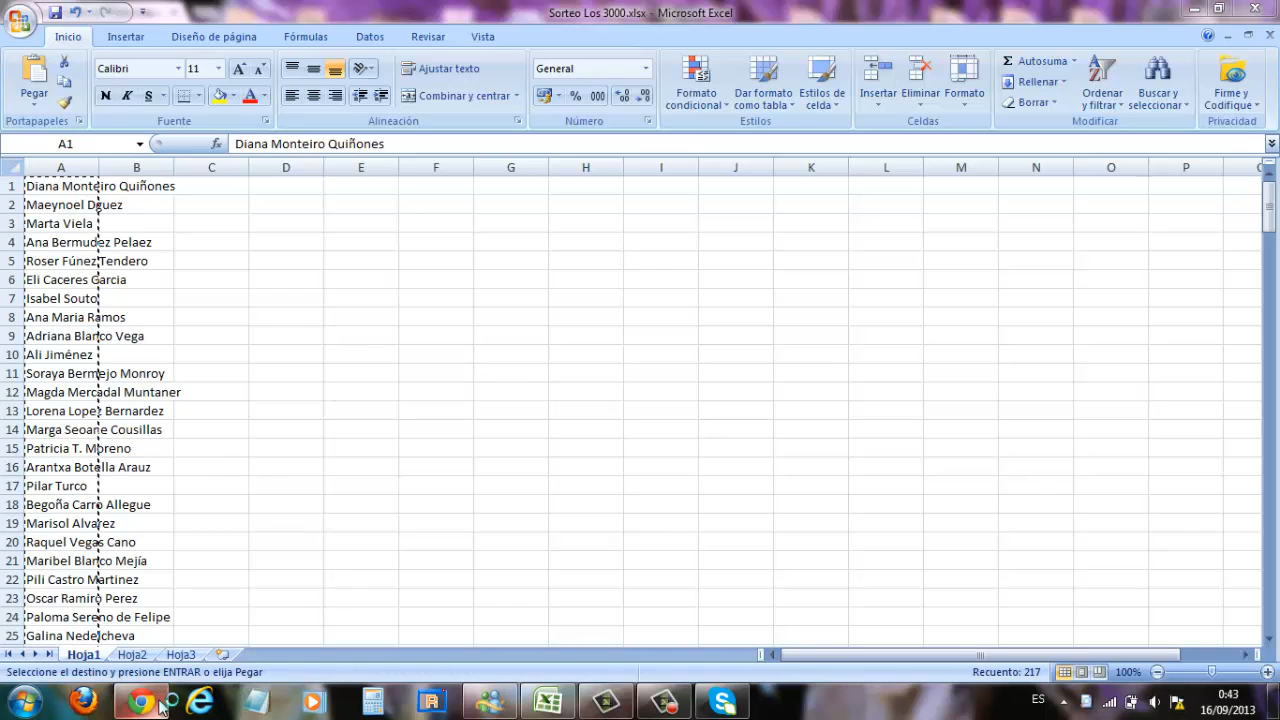 Sorteo Los 3000.xlsx - Microsoft Excel
Inicio Insertar Diseño de página Fórmulas Datos Revisar Vista
Pegar
Portapapeles
Calibri 11
N K S
Fuente
Ajustar texto
Combinar y centrar
Alineación
General
% 000
Número
Formato condicional
Dar formato como tabla
Estilos de celda
Estilos
Insertar Eliminar Formato
Celdas
Σ Autosuma
Rellenar
Borrar
Ordenar y filtrar
Buscar y seleccionar
Modificar
Firme y Codifique
Privacidad
A1 fx Diana Monteiro Quiñones
A B C D E F G H I J K L M N O P
1 Diana Monteiro Quiñones
2 Maeynoel Dguez
3 Marta Viela
4 Ana Bermudez Pelaez
5 Roser Fúnez Tendero
6 Eli Caceres Garcia
7 Isabel Souto
8 Ana Maria Ramos
9 Adriana Blanco Vega
10 Ali Jiménez
11 Soraya Bermejo Monroy
12 Magda Mercadal Muntaner
13 Lorena Lopez Bernardez
14 Marga Seoane Cousillas
15 Patricia T. Moreno
16 Arantxa Botella Arauz
17 Pilar Turco
18 Begoña Carro Allegue
19 Marisol Alvarez
20 Raquel Vegas Cano
21 Maribel Blanco Mejía
22 Pili Castro Martinez
23 Oscar Ramiro Perez
24 Paloma Sereno de Felipe
25 Galina Nedelcheva
Hoja1 Hoja2 Hoja3
Seleccione el destino y presione ENTRAR o elija Pegar Recuento: 217 100%
ES 0:43
16/09/2013